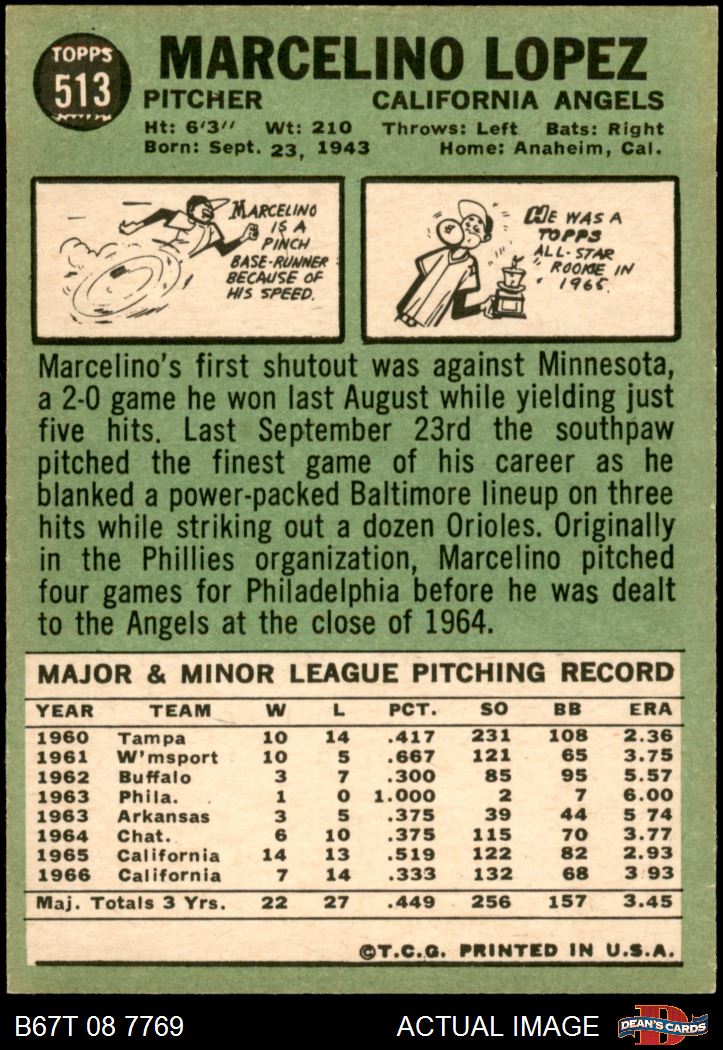 TOPPS
513
MARCELINO LOPEZ
PITCHER CALIFORNIA ANGELS
Ht: 6'3" Wt: 210 Throws: Left Bats: Right
Born: Sept. 23, 1943 Home: Anaheim, Cal.
MARCELINO
IS A
PINCH
BASE-RUNNER
BECAUSE OF
HIS SPEED.
HE WAS A
TOPPS
ALL-STAR
ROOKIE IN
1965.
Marcelino's first shutout was against Minnesota,
a 2-0 game he won last August while yielding just
five hits. Last September 23rd the southpaw
pitched the finest game of his career as he
blanked a power-packed Baltimore lineup on three
hits while striking out a dozen Orioles. Originally
in the Phillies organization, Marcelino pitched
four games for Philadelphia before he was dealt
to the Angels at the close of 1964.
MAJOR & MINOR LEAGUE PITCHING RECORD
YEAR TEAM W L PCT. SO BB ERA
1960 Tampa 10 14 .417 231 108 2.36
1961 W'msport 10 5 .667 121 65 3.75
1962 Buffalo 3 7 .300 85 95 5.57
1963 Phila. 1 0 1.000 2 7 6.00
1963 Arkansas 3 5 .375 39 44 5 74
1964 Chat. 6 10 .375 115 70 3.77
1965 California 14 13 .519 122 82 2.93
1966 California 7 14 .333 132 68 3 93
Maj. Totals 3 Yrs. 22 27 .449 256 157 3.45
©T.C.G. PRINTED IN U.S.A.
B67T 08 7769 ACTUAL IMAGE DEAN'S CARDS